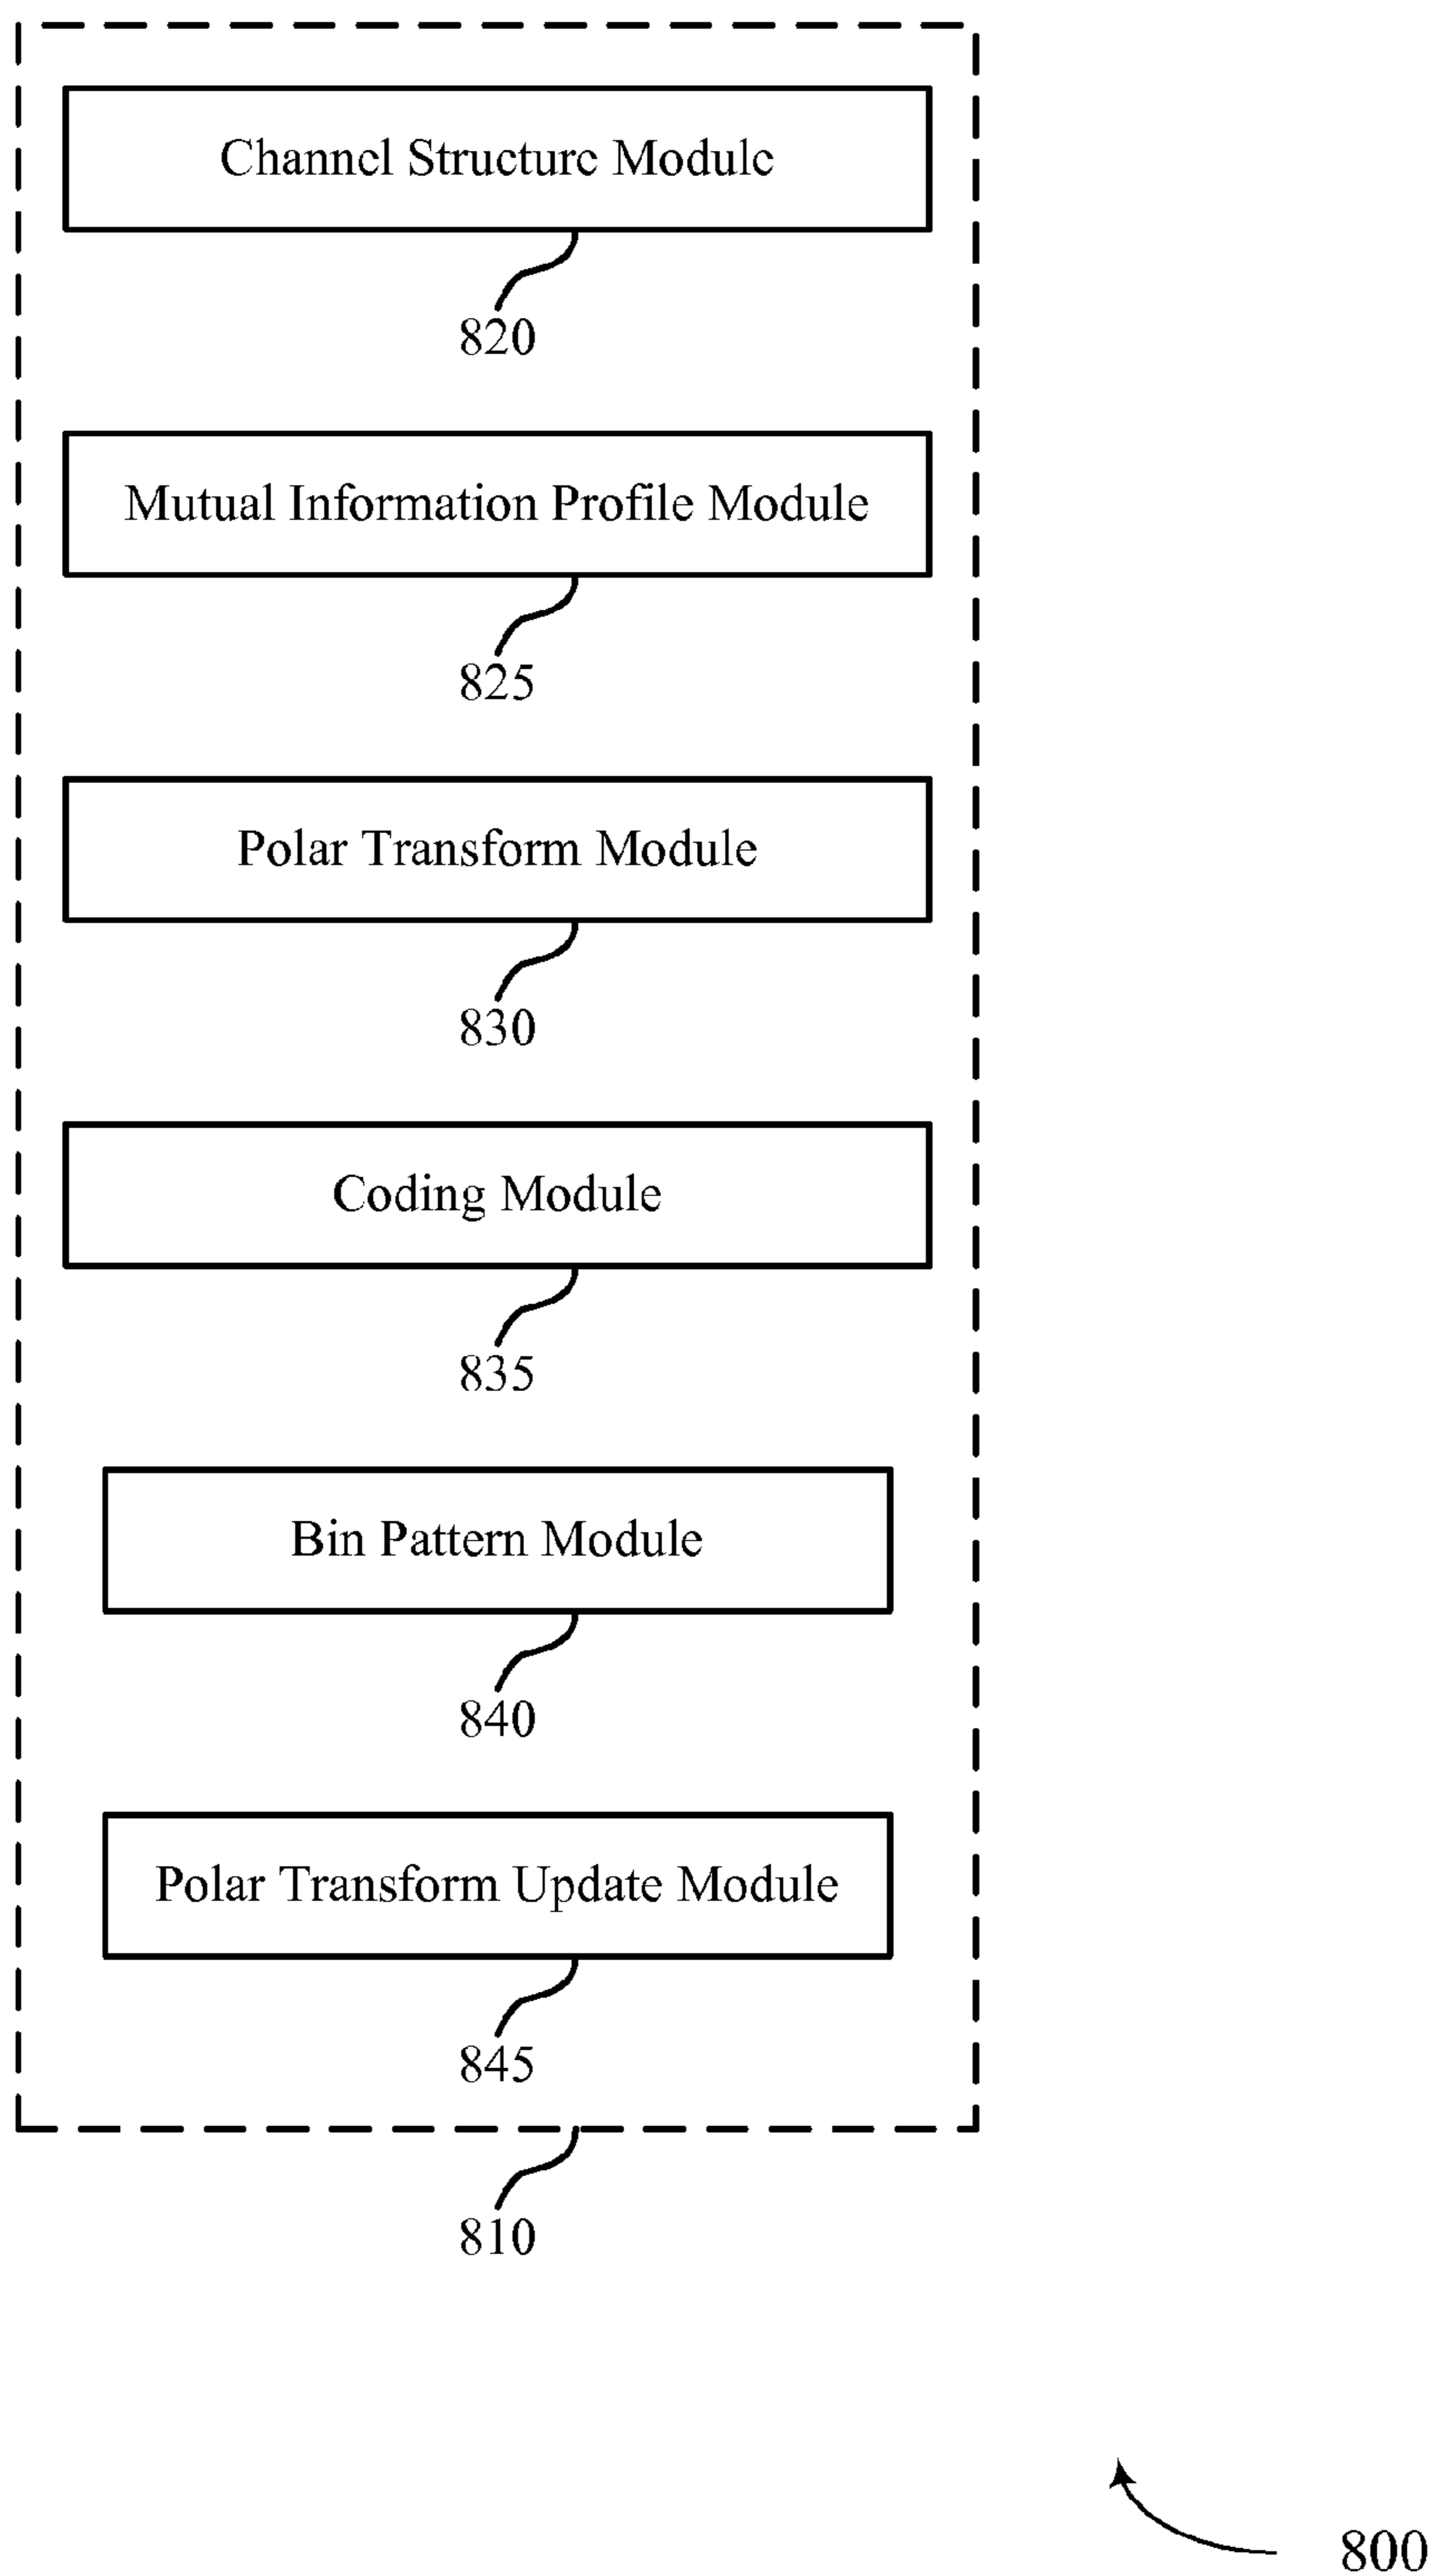 Channel Structure Module
820
Mutual Information Profile Module
825
Polar Transform Module
830
Coding Module
835
Bin Pattern Module
840
Polar Transform Update Module
845
810
800